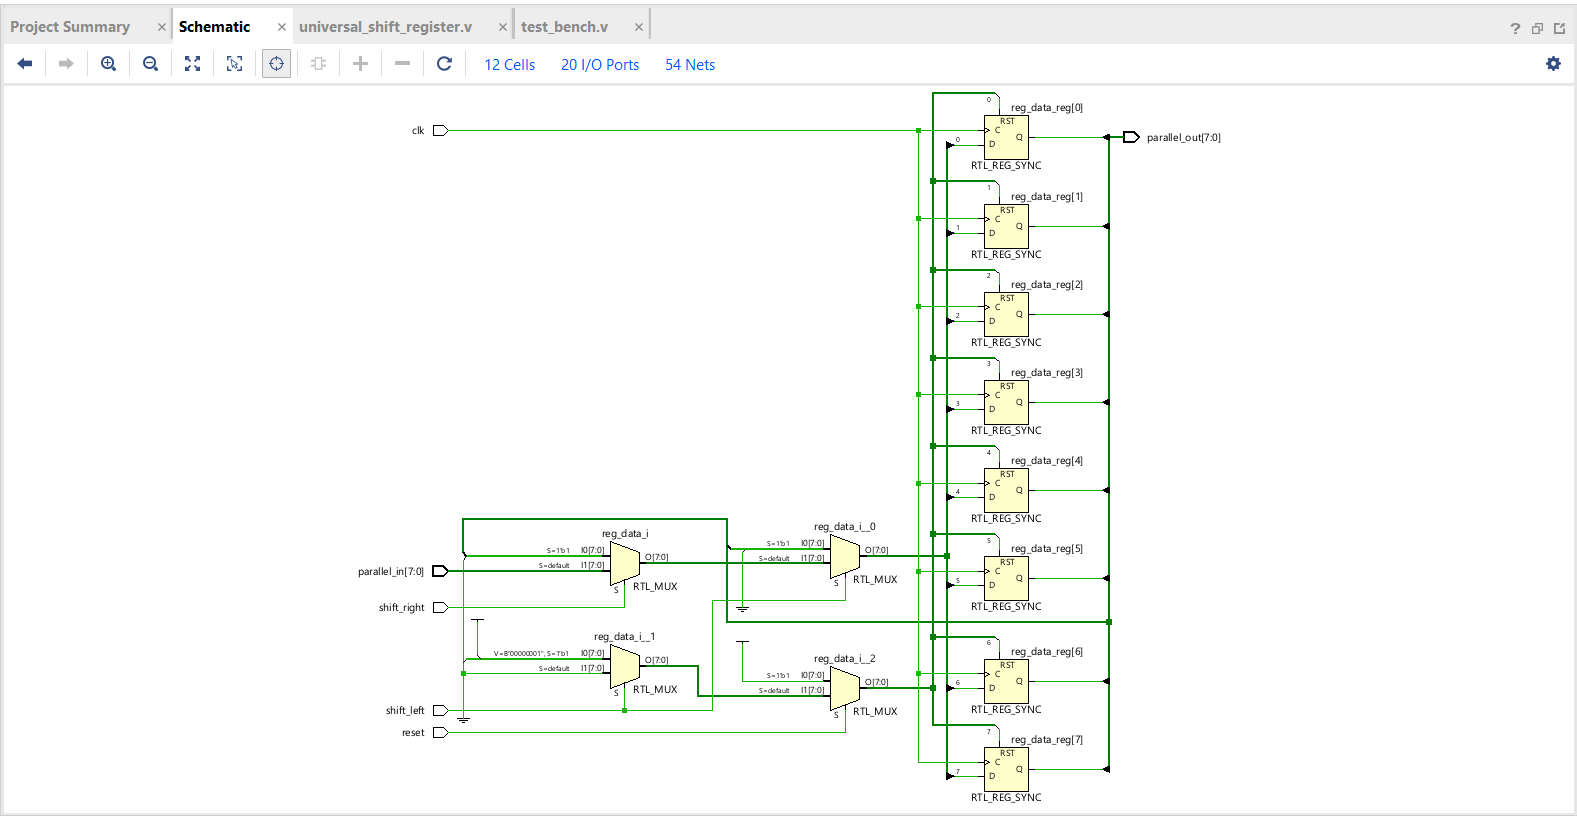 Project Summary
Schematic
universal_shift_register.v
test_bench.v
12 Cells
20 I/O Ports
54 Nets
clk
0
reg_data_reg[0]
RST
C
Q
0
D
RTL_REG_SYNC
parallel_out[7:0]
1
reg_data_reg[1]
RST
C
Q
1
D
RTL_REG_SYNC
2
reg_data_reg[2]
RST
C
Q
2
D
RTL_REG_SYNC
3
reg_data_reg[3]
RST
C
Q
3
D
RTL_REG_SYNC
4
reg_data_reg[4]
RST
C
Q
4
D
RTL_REG_SYNC
5
reg_data_reg[5]
RST
C
Q
5
D
RTL_REG_SYNC
6
reg_data_reg[6]
RST
C
Q
6
D
RTL_REG_SYNC
7
reg_data_reg[7]
RST
C
Q
7
D
RTL_REG_SYNC
reg_data_i
S=1'b1 I0[7:0]
O[7:0]
S=default I1[7:0]
S
RTL_MUX
parallel_in[7:0]
shift_right
reg_data_i__0
S=1'b1 I0[7:0]
O[7:0]
S=default I1[7:0]
S
RTL_MUX
reg_data_i__1
V=B"00000001", S=1'b1 I0[7:0]
O[7:0]
S=default I1[7:0]
S
RTL_MUX
shift_left
reset
reg_data_i__2
S=1'b1 I0[7:0]
O[7:0]
S=default I1[7:0]
S
RTL_MUX